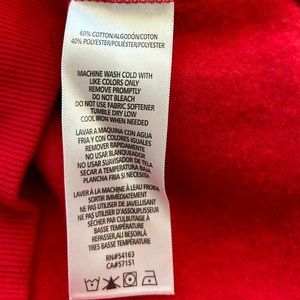 60% COTTON/ALGODÓN/COTON
40% POLYESTER/POLIÉSTER/POLYESTER
MACHINE WASH COLD WITH
LIKE COLORS ONLY
REMOVE PROMPTLY
DO NOT BLEACH
DO NOT USE FABRIC SOFTENER
TUMBLE DRY LOW
COOL IRON WHEN NEEDED
LAVAR A MAQUINA CON AGUA
FRIA Y CON COLORES IGUALES
REMOVER RAPIDAMENTE
NO USAR BLANQUEADOR
NO USAR SUAVISADOR DE TELA
SECAR A TEMPERATURA BAJA
PLANCHA FRIA SI NECESARIO
LAVER À LA MACHINE À L'EAU FROIDE
SORTIR IMMÉDIATEMENT
NE PAS UTILISER DE JAVELLISANT
NE PAS UTILISER D'ASSOUPLISSEUR
SÉCHER PAR CULBUTAGE À
BASSE TEMPÉRATURE
REPASSER, AU BESOIN, À
TRÈS BASSE TEMPÉRATURE
RN#54163
CA#57151